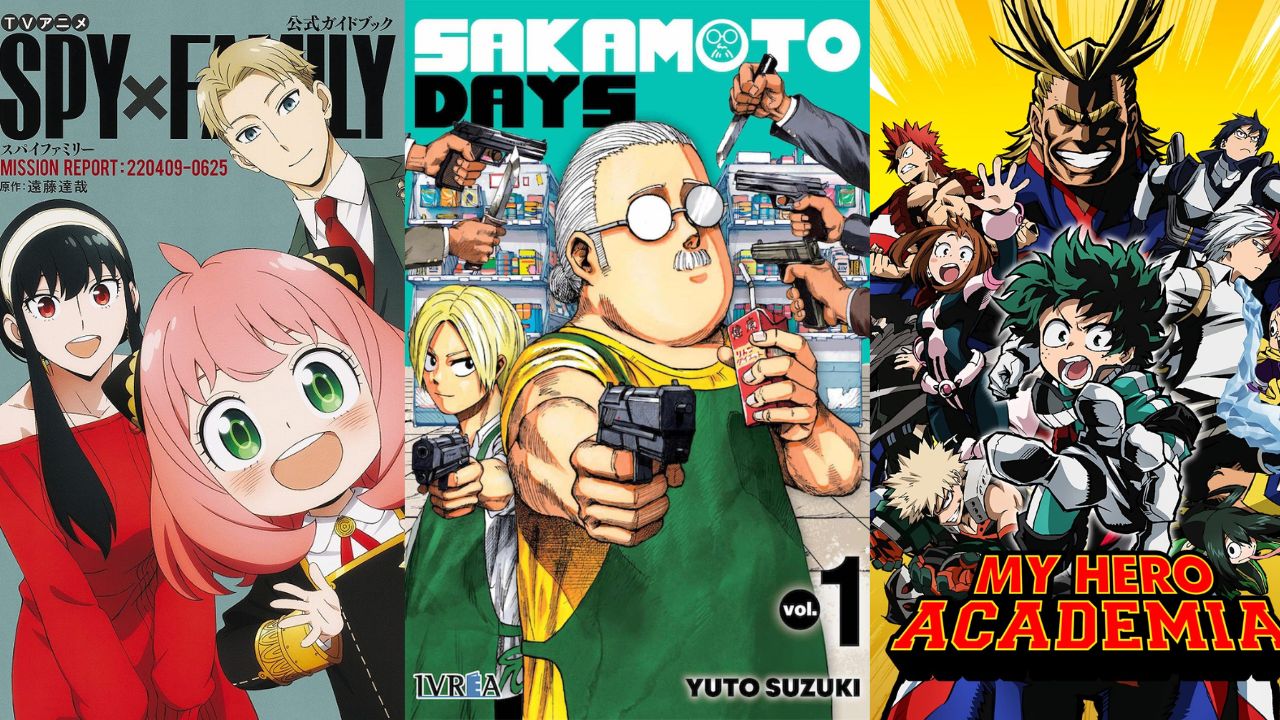 TVアニメ
公式ガイドブック
SPY×FAMILY
スパイファミリー
MISSION REPORT:220409-0625
原作:遠藤達哉
SAKAMOTO
DAYS
vol. 1
IVREA
YUTO SUZUKI
MY HERO
ACADEMIA